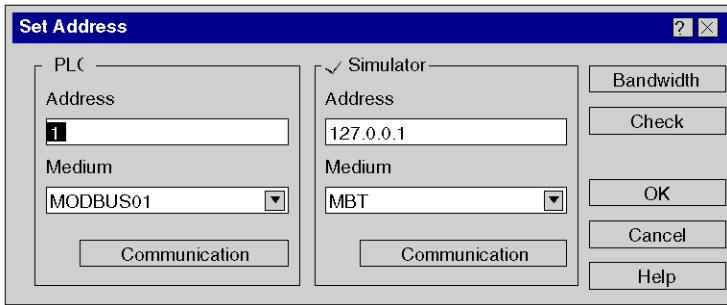 Set Address
PLC
Address
1
Medium
MODBUS01
Communication
Simulator
Address
127.0.0.1
Medium
MBT
Communication
Bandwidth
Check
OK
Cancel
Help